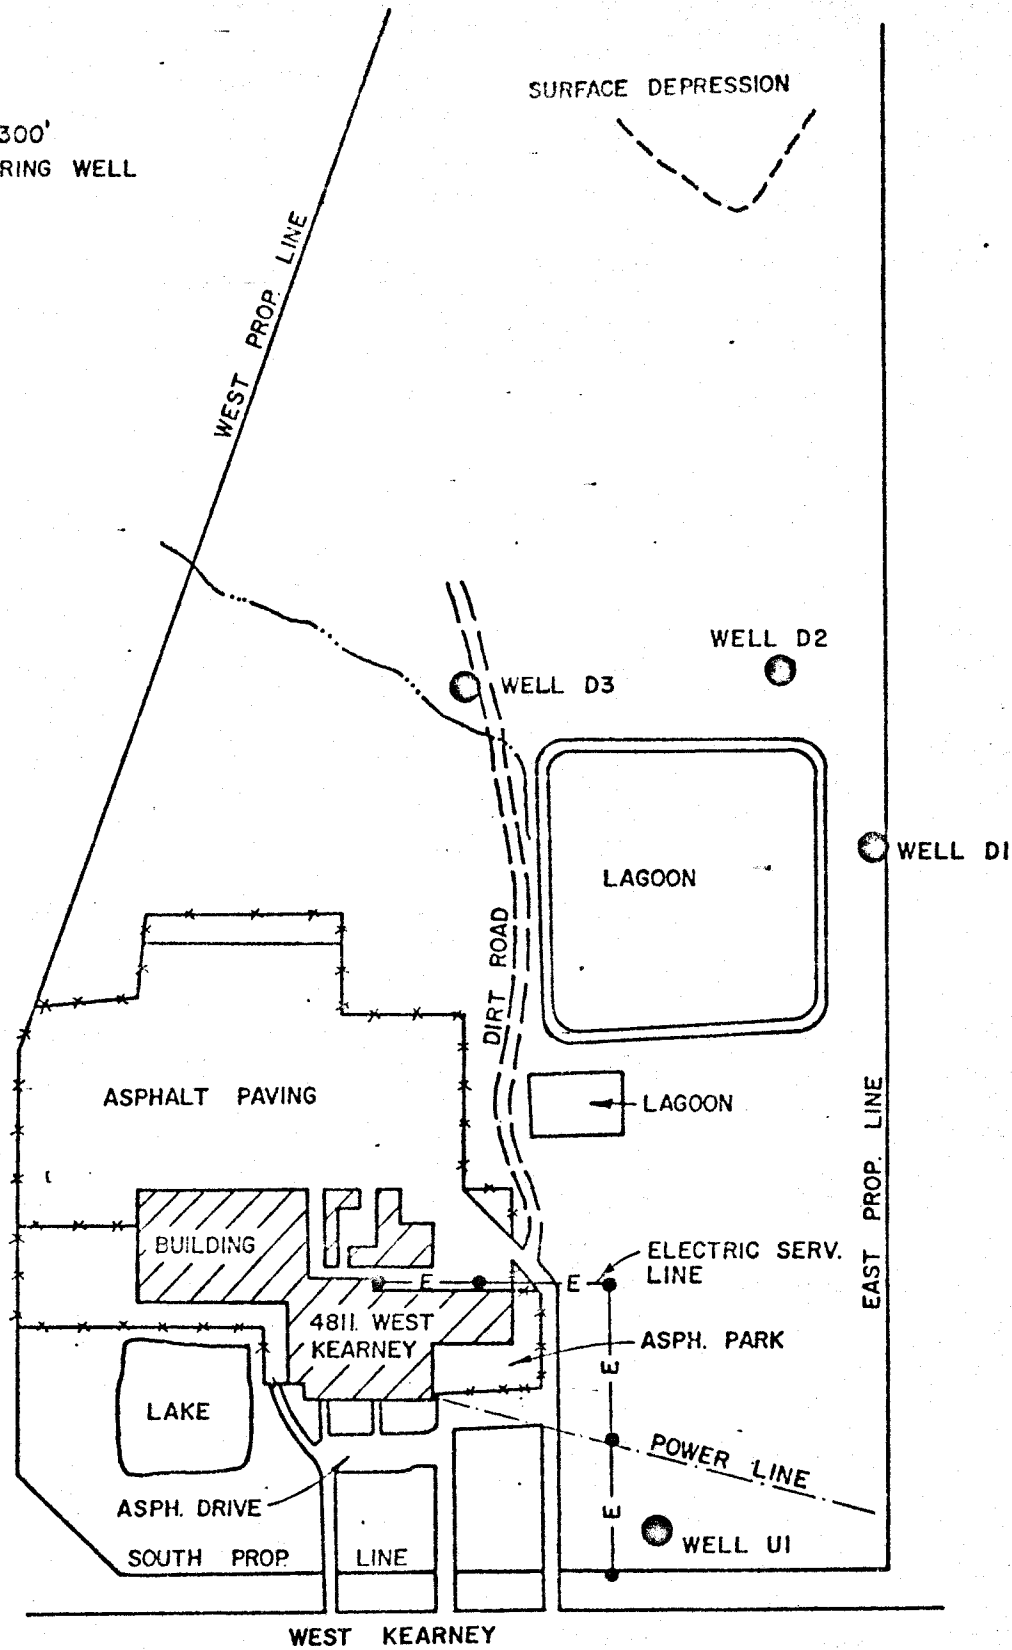 SURFACE DEPRESSION
300'
RING WELL
WEST PROP. LINE
WELL D2
WELL D3
WELL D1
LAGOON
DIRT ROAD
LAGOON
ASPHALT PAVING
EAST PROP. LINE
BUILDING
ELECTRIC SERV.
LINE
E
E
4811. WEST
KEARNEY
ASPH. PARK
E
LAKE
POWER LINE
ASPH. DRIVE
E
WELL U1
SOUTH PROP. LINE
WEST KEARNEY